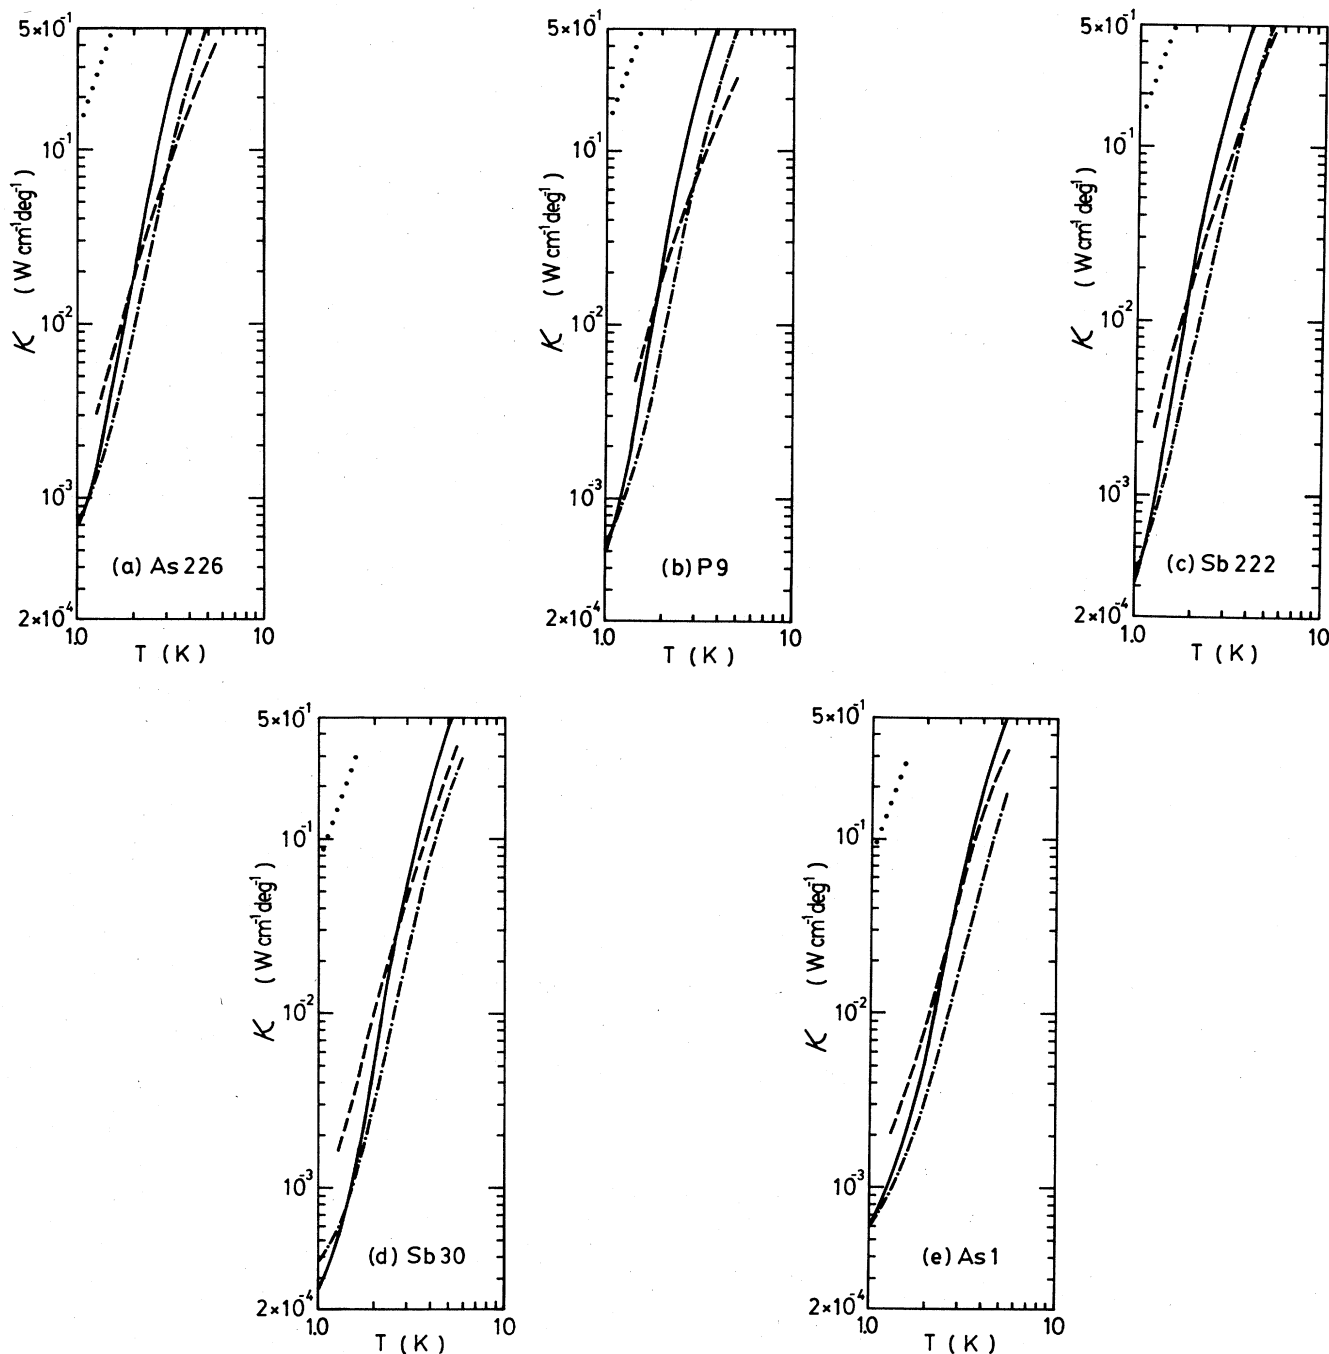 5×10⁻¹
10⁻¹
10⁻²
10⁻³
2×10⁻⁴
κ (W cm⁻¹deg⁻¹)
(a) As 226
1.0 10
T (K)
5×10⁻¹
10⁻¹
10⁻²
10⁻³
2×10⁻⁴
κ (W cm⁻¹deg⁻¹)
(b) P 9
1.0 10
T (K)
5×10⁻¹
10⁻¹
10⁻²
10⁻³
2×10⁻⁴
κ (W cm⁻¹deg⁻¹)
(c) Sb 222
1.0 10
T (K)
5×10⁻¹
10⁻¹
10⁻²
10⁻³
2×10⁻⁴
κ (W cm⁻¹deg⁻¹)
(d) Sb 30
1.0 10
T (K)
5×10⁻¹
10⁻¹
10⁻²
10⁻³
2×10⁻⁴
κ (W cm⁻¹deg⁻¹)
(e) As 1
1.0 10
T (K)